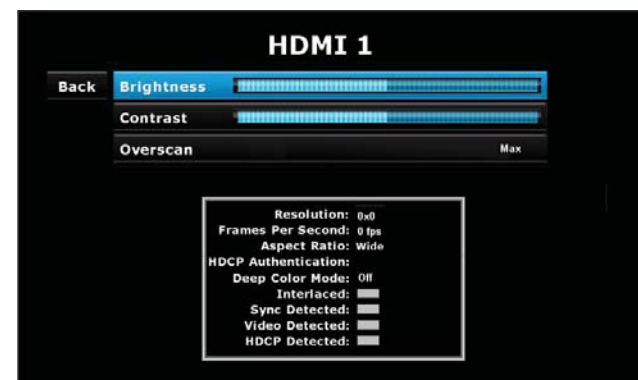 HDMI 1
Back
Brightness
Contrast
Overscan Max
Resolution: 0x0
Frames Per Second: 0 fps
Aspect Ratio: Wide
HDCP Authentication:
Deep Color Mode: Off
Interlaced:
Sync Detected:
Video Detected:
HDCP Detected: